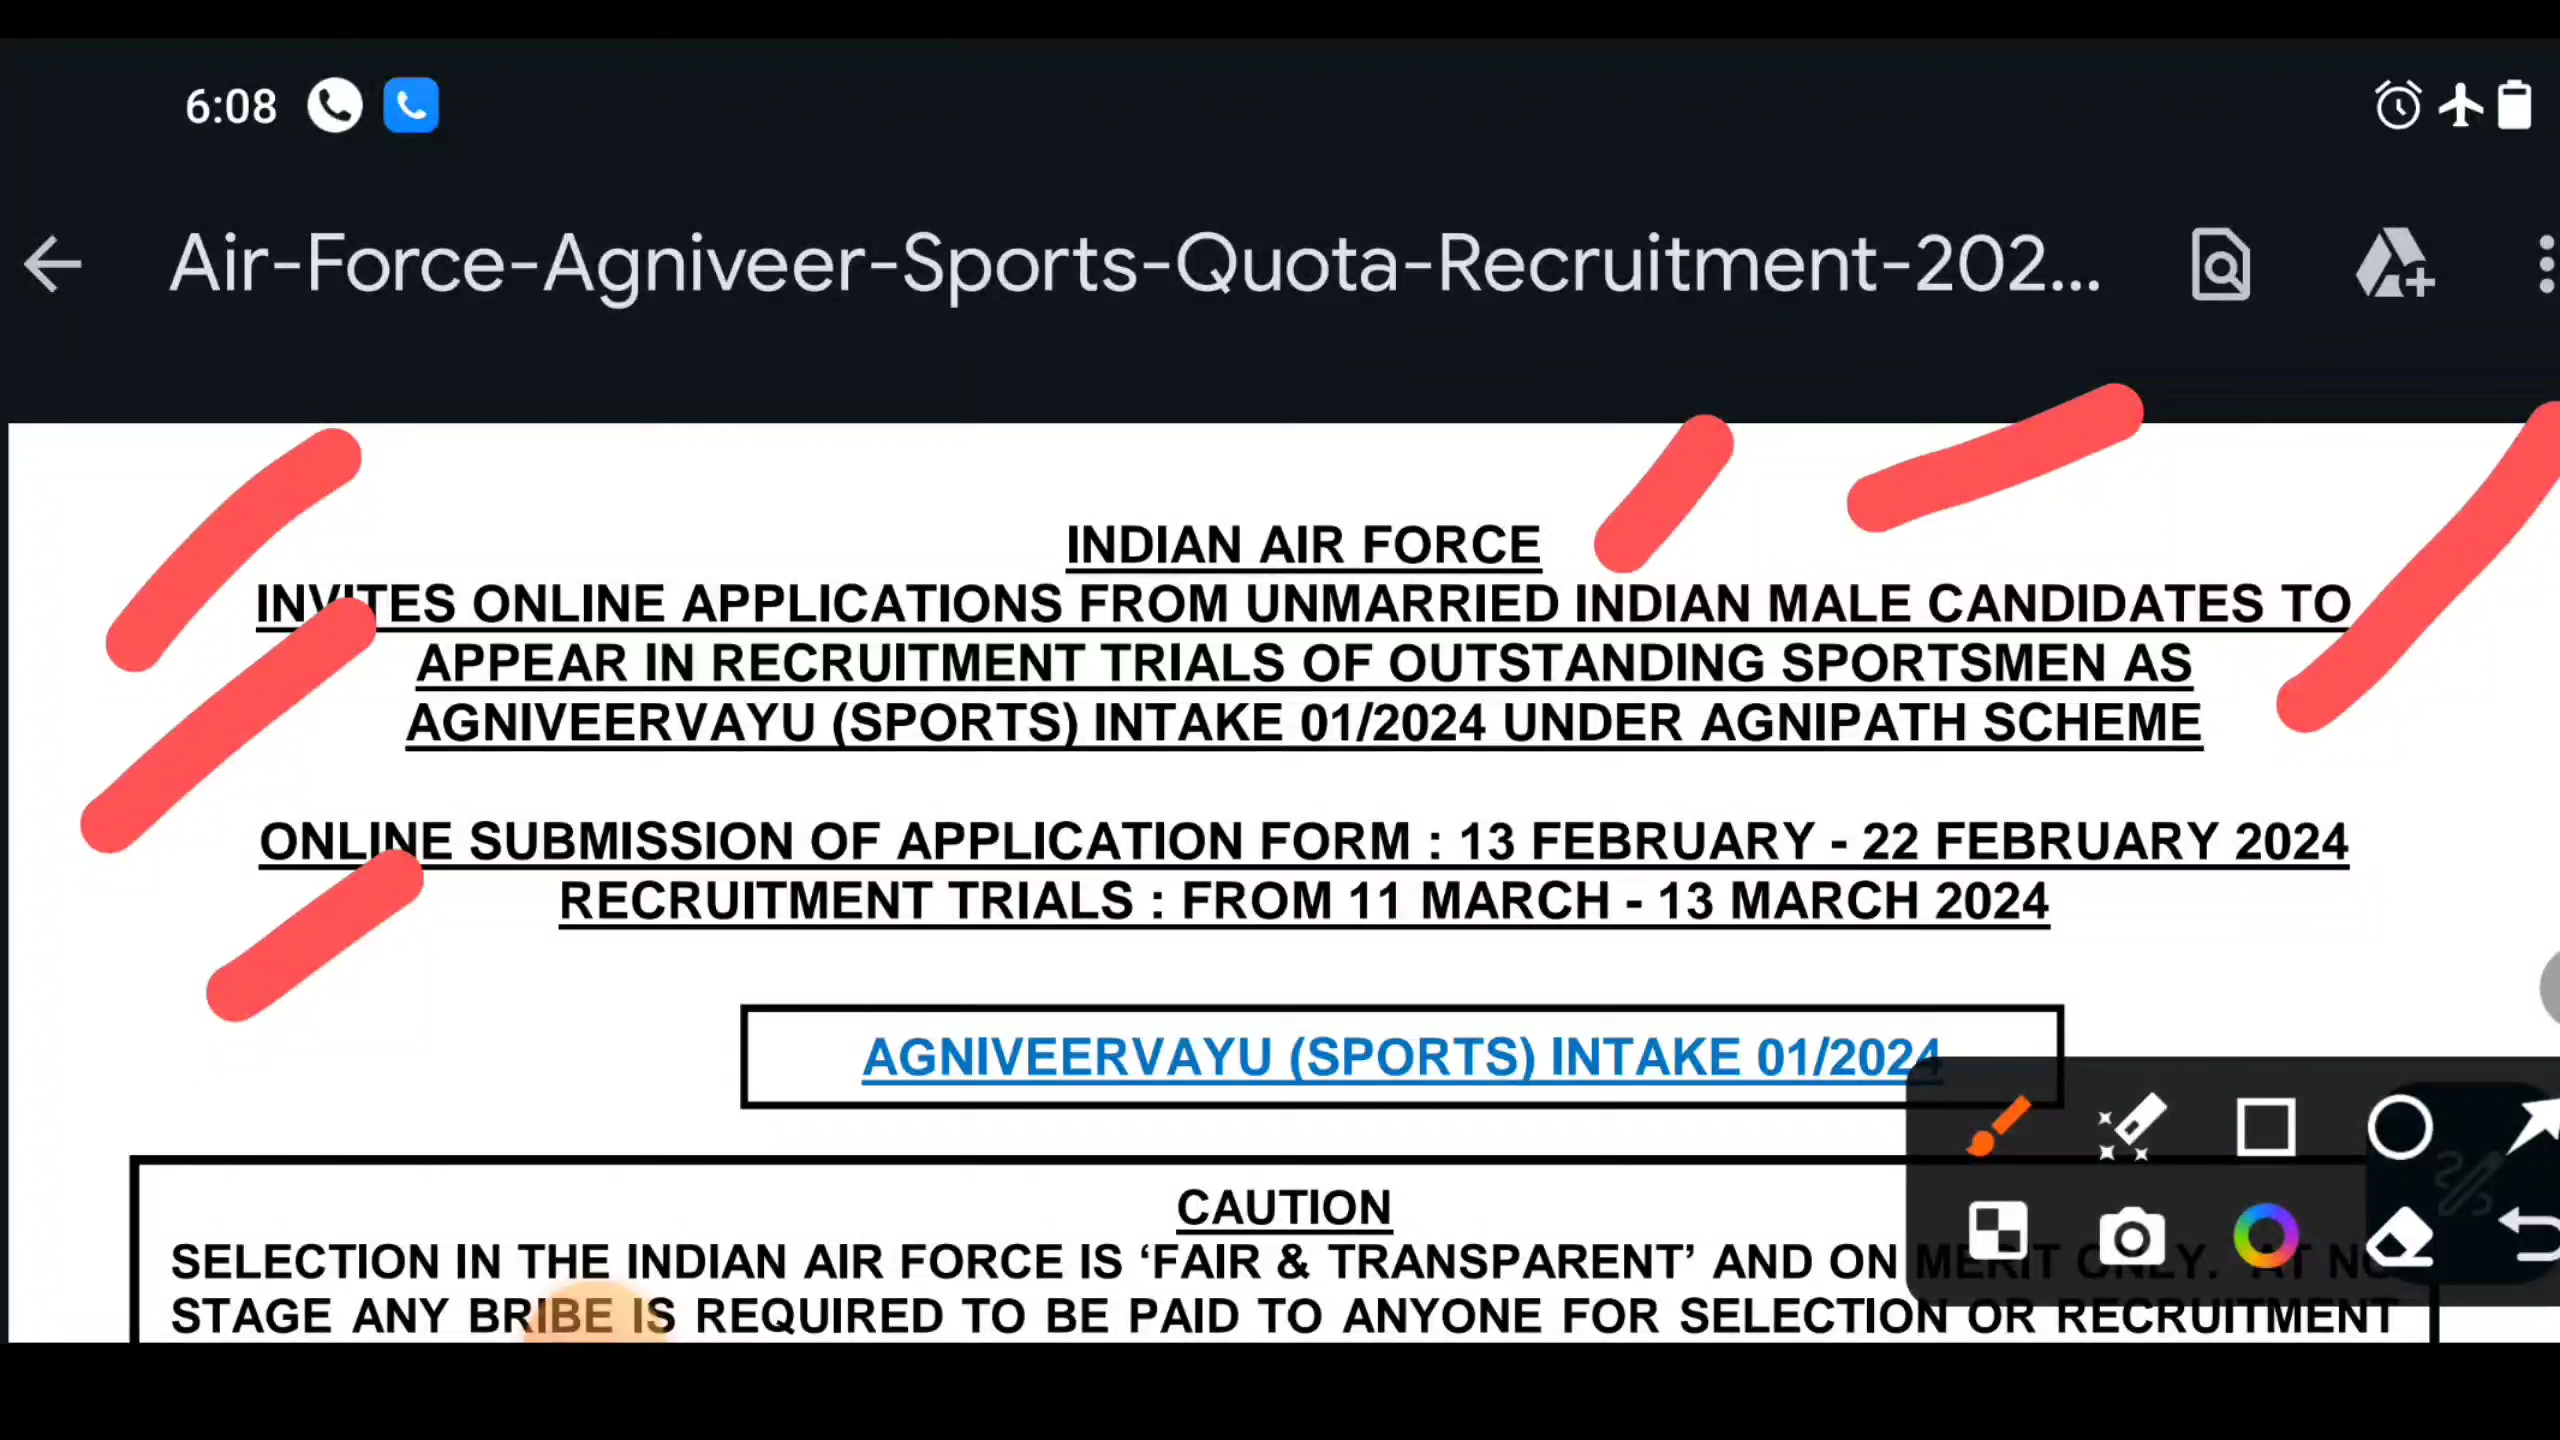 6:08
Air-Force-Agniveer-Sports-Quota-Recruitment-202...
INDIAN AIR FORCE
INVITES ONLINE APPLICATIONS FROM UNMARRIED INDIAN MALE CANDIDATES TO
APPEAR IN RECRUITMENT TRIALS OF OUTSTANDING SPORTSMEN AS
AGNIVEERVAYU (SPORTS) INTAKE 01/2024 UNDER AGNIPATH SCHEME
ONLINE SUBMISSION OF APPLICATION FORM : 13 FEBRUARY - 22 FEBRUARY 2024
RECRUITMENT TRIALS : FROM 11 MARCH - 13 MARCH 2024
AGNIVEERVAYU (SPORTS) INTAKE 01/2024
CAUTION
SELECTION IN THE INDIAN AIR FORCE IS ‘FAIR & TRANSPARENT’ AND ON MERIT ONLY. AT NO
STAGE ANY BRIBE IS REQUIRED TO BE PAID TO ANYONE FOR SELECTION OR RECRUITMENT